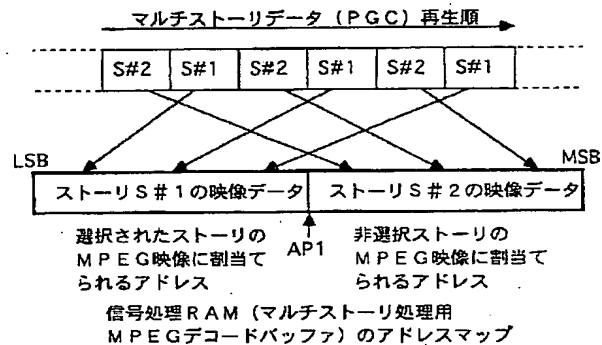 マルチストーリデータ（PGC）再生順
S#2 S#1 S#2 S#1 S#2 S#1
LSB MSB
ストーリS#1の映像データ ストーリS#2の映像データ
AP1
選択されたストーリの
MPEG映像に割当て
られるアドレス
非選択ストーリの
MPEG映像に割当て
られるアドレス
信号処理RAM（マルチストーリ処理用
MPEGデコードバッファ）のアドレスマップ